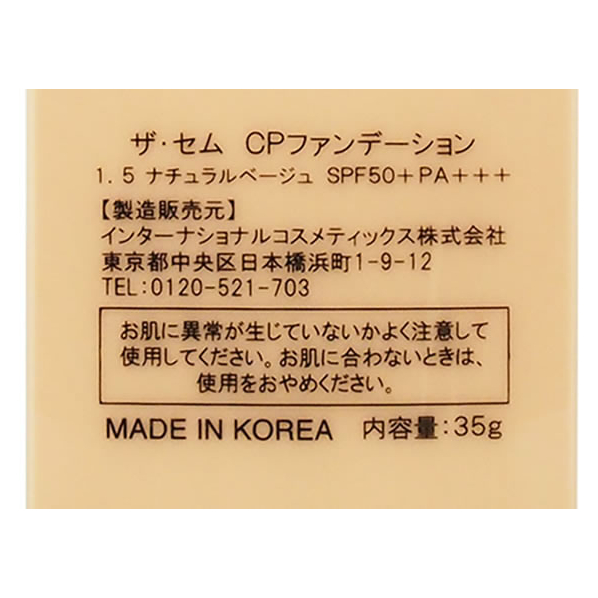 ザ・セム CPファンデーション
1.5 ナチュラルベージュ SPF50+PA+++
【製造販売元】
インターナショナルコスメティックス株式会社
東京都中央区日本橋浜町1-9-12
TEL:0120-521-703
お肌に異常が生じていないかよく注意して
使用してください。お肌に合わないときは、
使用をおやめください。
MADE IN KOREA 内容量:35g